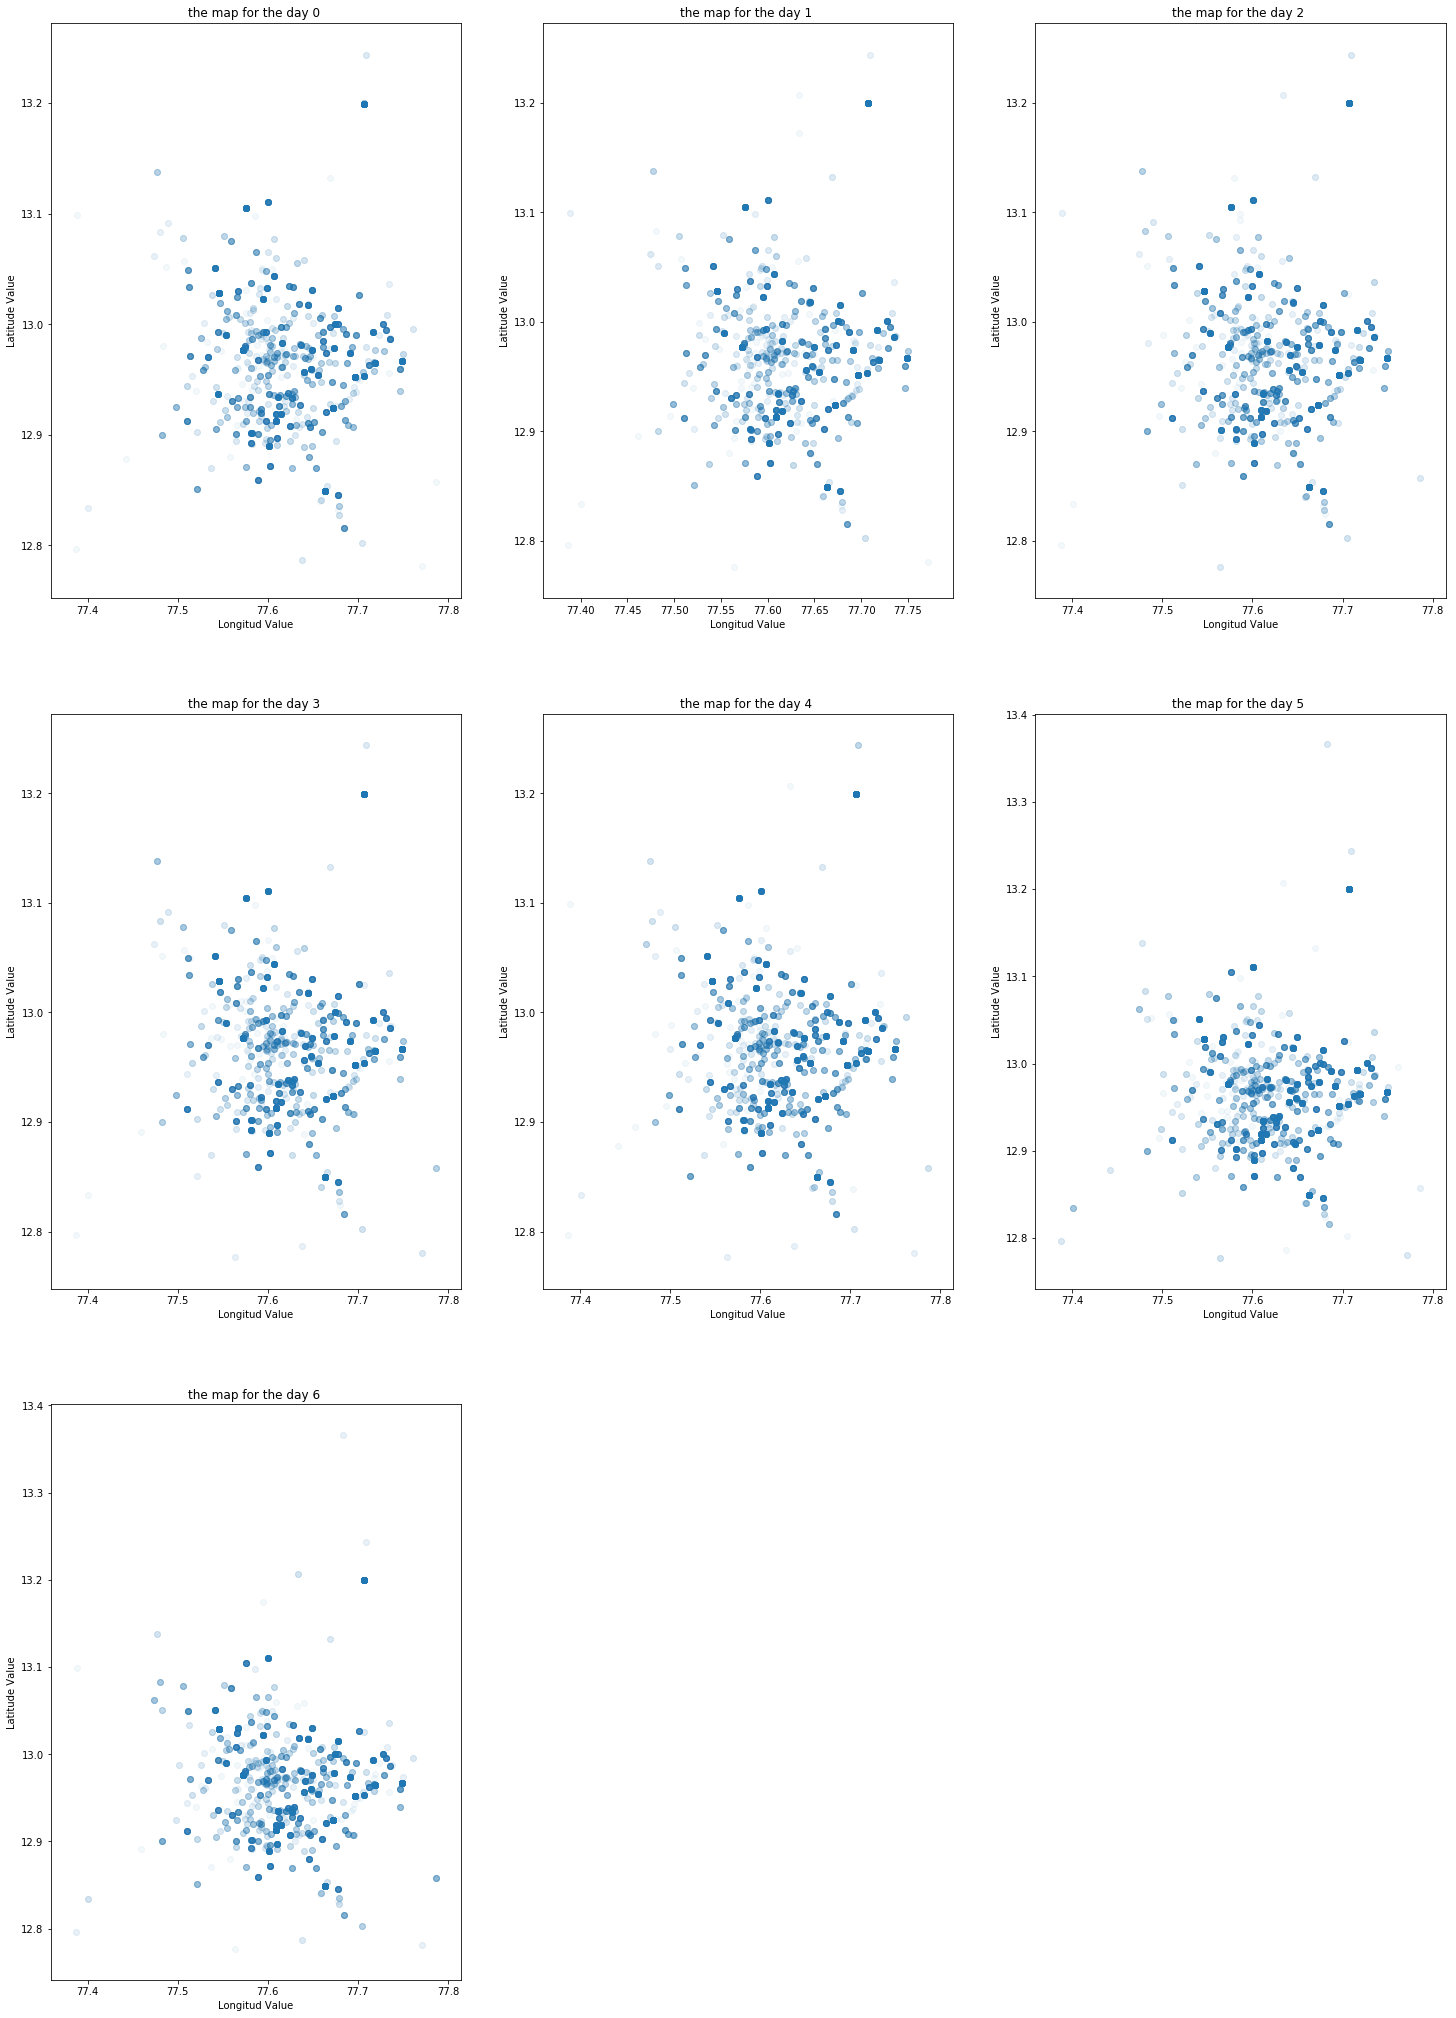 the map for the day 0
the map for the day 1
the map for the day 2
13.2
13.1
13.0
12.9
12.8
Latitude Value
77.4 77.5 77.6 77.7 77.8
Longitud Value
13.2
13.1
13.0
12.9
12.8
Latitude Value
77.40 77.45 77.50 77.55 77.60 77.65 77.70 77.75
Longitud Value
13.2
13.1
13.0
12.9
12.8
Latitude Value
77.4 77.5 77.6 77.7 77.8
Longitud Value
the map for the day 3
the map for the day 4
the map for the day 5
13.2
13.1
13.0
12.9
12.8
Latitude Value
77.4 77.5 77.6 77.7 77.8
Longitud Value
13.2
13.1
13.0
12.9
12.8
Latitude Value
77.4 77.5 77.6 77.7 77.8
Longitud Value
13.4
13.3
13.2
13.1
13.0
12.9
12.8
Latitude Value
77.4 77.5 77.6 77.7 77.8
Longitud Value
the map for the day 6
13.4
13.3
13.2
13.1
13.0
12.9
12.8
Latitude Value
77.4 77.5 77.6 77.7 77.8
Longitud Value